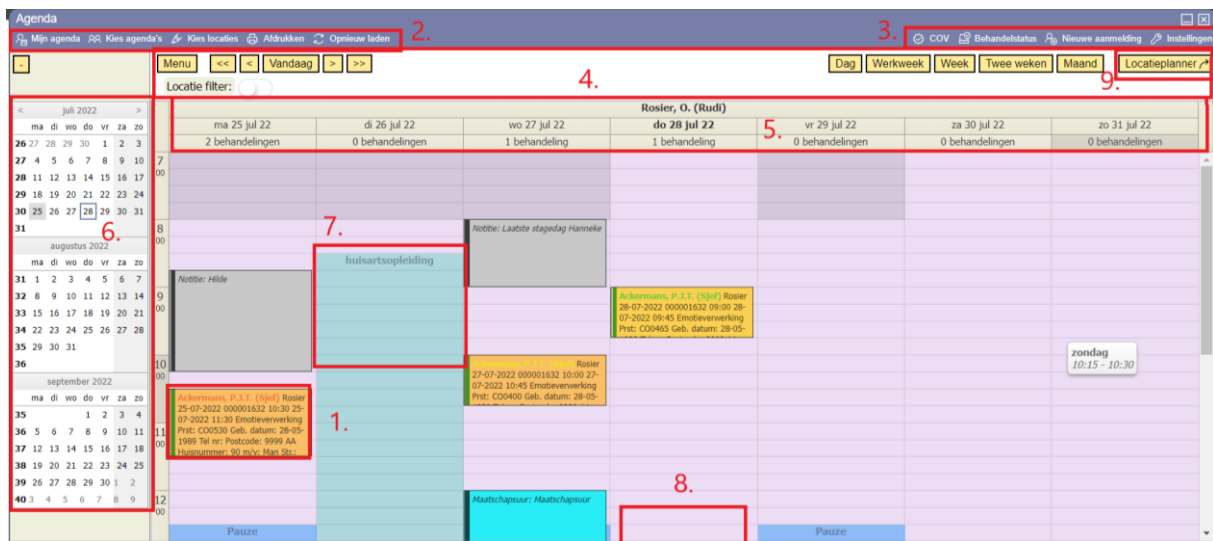 Agenda
Mijn agenda Kies agenda's Kies locaties Afdrukken Opnieuw laden 2. 3. COV Behandelstatus Nieuwe aanmelding Instellingen
- Menu << < Vandaag > >> Dag Werkweek Week Twee weken Maand Locatieplanner
4. 9.
Locatie filter:
Rosier, O. (Rudi)
ma 25 jul 22 di 26 jul 22 wo 27 jul 22 do 28 jul 22 5. vr 29 jul 22 za 30 jul 22 zo 31 jul 22
2 behandelingen 0 behandelingen 1 behandeling 1 behandeling 0 behandelingen 0 behandelingen 0 behandelingen
< juli 2022 >
ma di wo do vr za zo
26 27 28 29 30 1 2 3
27 4 5 6 7 8 9 10
28 11 12 13 14 15 16 17
29 18 19 20 21 22 23 24
30 25 26 27 28 29 30 31
31
6.
augustus 2022
ma di wo do vr za zo
31 1 2 3 4 5 6 7
32 8 9 10 11 12 13 14
33 15 16 17 18 19 20 21
34 22 23 24 25 26 27 28
35 29 30 31
36
september 2022
ma di wo do vr za zo
35 1 2 3 4
36 5 6 7 8 9 10 11
37 12 13 14 15 16 17 18
38 19 20 21 22 23 24 25
39 26 27 28 29 30 1 2
40 3 4 5 6 7 8 9
7 00
8 00
9 00
10 00
11 00
12 00
Notitie: Hilde
Ackermans, P.J.T. (Sjef) Rosier
25-07-2022 000001632 10:30 25-
07-2022 11:30 Emotieverwerking
Prst: CO0530 Geb. datum: 28-05-
1989 Tel nr: Postcode: 9999 AA
Huisnummer: 90 m/v: Man Str.:
1.
Pauze
7.
huisartsopleiding
Notitie: Laatste stagedag Hanneke
Ackermans, P.J.T. (Sjef) Rosier
27-07-2022 000001632 10:00 27-
07-2022 10:45 Emotieverwerking
Prst: CO0400 Geb. datum: 28-05-
Maatschapsuur: Maatschapsuur
Ackermans, P.J.T. (Sjef) Rosier
28-07-2022 000001632 09:00 28-
07-2022 09:45 Emotieverwerking
Prst: CO0465 Geb. datum: 28-05-
8.
Pauze
zondag
10:15 - 10:30